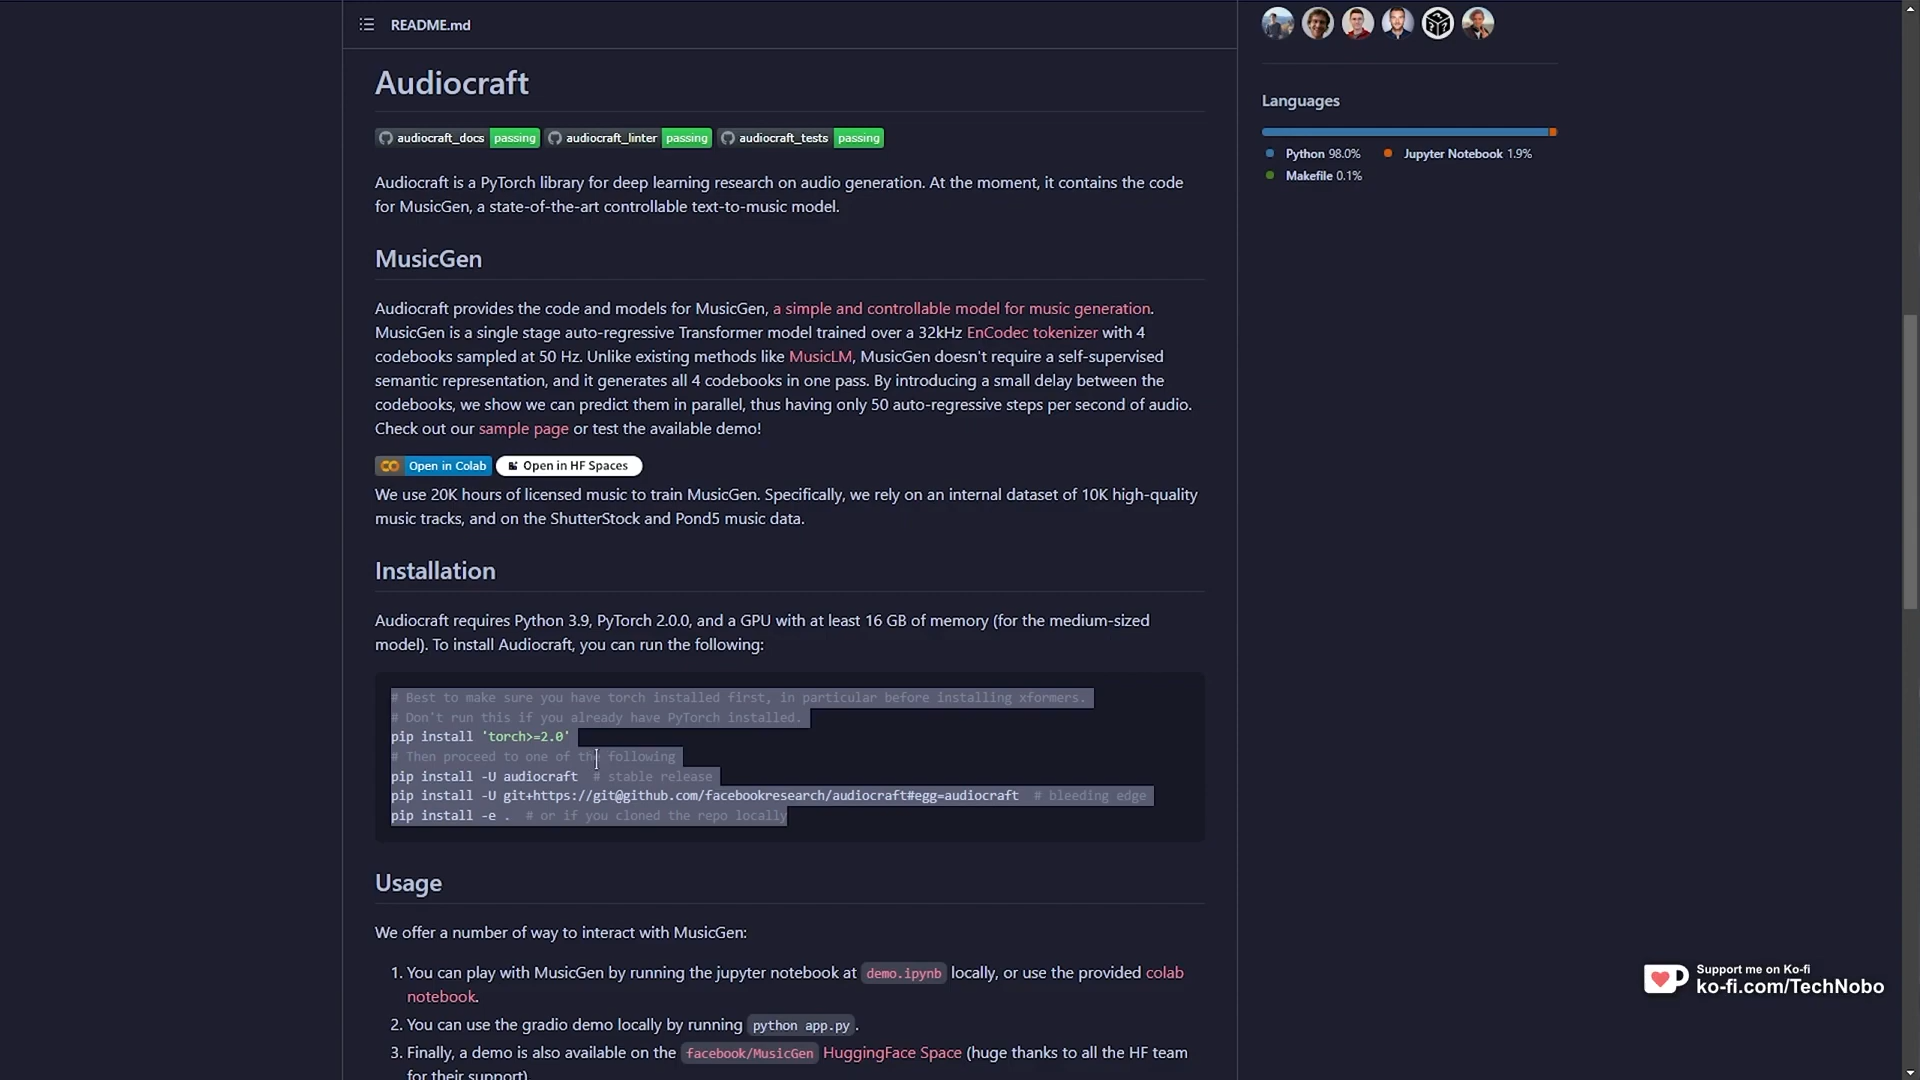 README.md
Audiocraft
audiocraft_docs passing audiocraft_linter passing audiocraft_tests passing
Audiocraft is a PyTorch library for deep learning research on audio generation. At the moment, it contains the code
for MusicGen, a state-of-the-art controllable text-to-music model.
MusicGen
Audiocraft provides the code and models for MusicGen, a simple and controllable model for music generation.
MusicGen is a single stage auto-regressive Transformer model trained over a 32kHz EnCodec tokenizer with 4
codebooks sampled at 50 Hz. Unlike existing methods like MusicLM, MusicGen doesn't require a self-supervised
semantic representation, and it generates all 4 codebooks in one pass. By introducing a small delay between the
codebooks, we show we can predict them in parallel, thus having only 50 auto-regressive steps per second of audio.
Check out our sample page or test the available demo!
Open in Colab Open in HF Spaces
We use 20K hours of licensed music to train MusicGen. Specifically, we rely on an internal dataset of 10K high-quality
music tracks, and on the ShutterStock and Pond5 music data.
Installation
Audiocraft requires Python 3.9, PyTorch 2.0.0, and a GPU with at least 16 GB of memory (for the medium-sized
model). To install Audiocraft, you can run the following:
# Best to make sure you have torch installed first, in particular before installing xformers.
# Don't run this if you already have PyTorch installed.
pip install 'torch>=2.0'
# Then proceed to one of the following
pip install -U audiocraft  # stable release
pip install -U git+https://git@github.com/facebookresearch/audiocraft#egg=audiocraft  # bleeding edge
pip install -e .  # or if you cloned the repo locally
Usage
We offer a number of way to interact with MusicGen:
1. You can play with MusicGen by running the jupyter notebook at demo.ipynb locally, or use the provided colab
notebook.
2. You can use the gradio demo locally by running python app.py.
3. Finally, a demo is also available on the facebook/MusicGen HuggingFace Space (huge thanks to all the HF team
for their support)
Languages
Python 98.0% Jupyter Notebook 1.9%
Makefile 0.1%
Support me on Ko-fi
ko-fi.com/TechNobo